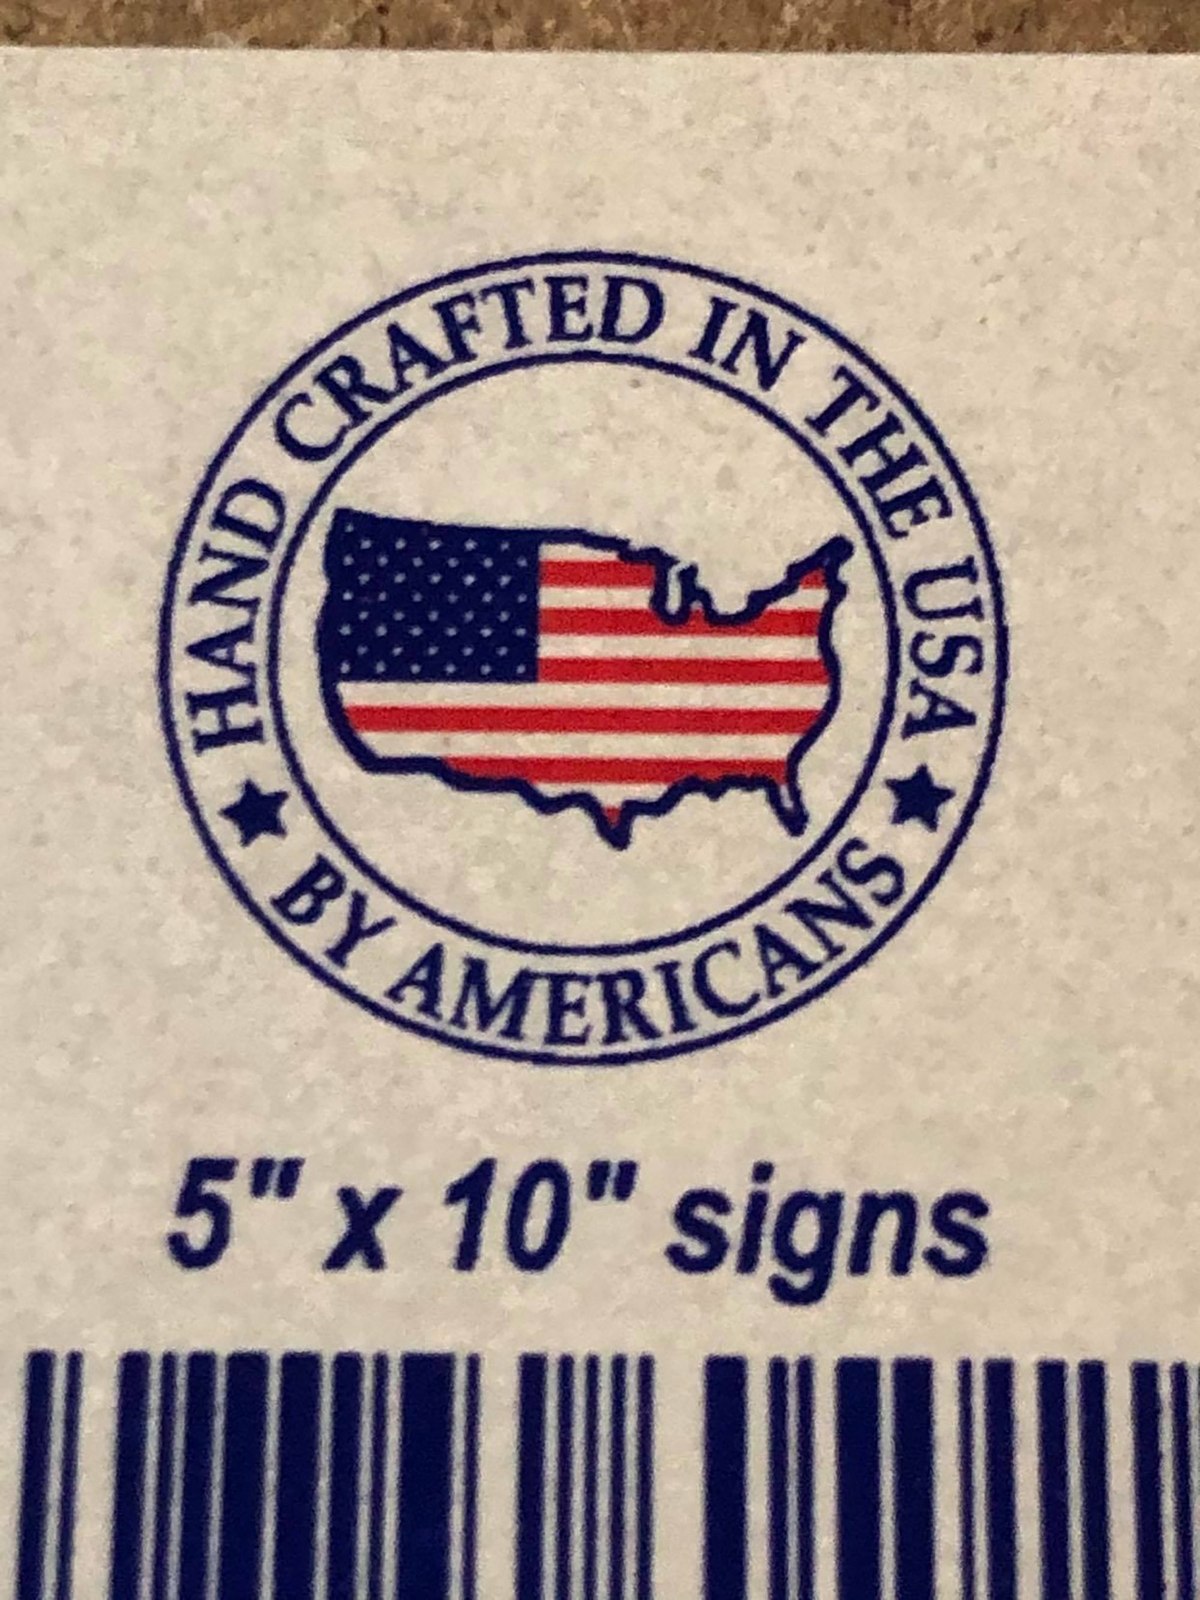 HAND CRAFTED IN THE USA
BY AMERICANS
5" x 10" signs